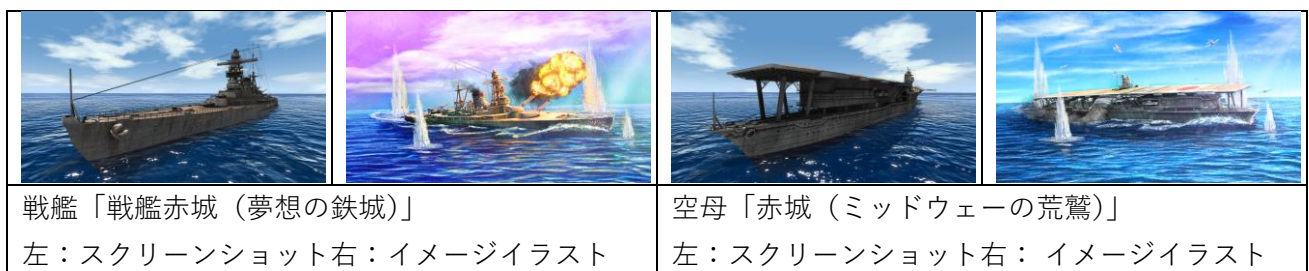 戦艦「戦艦赤城（夢想の鉄城）」
左：スクリーンショット右：イメージイラスト
空母「赤城（ミッドウェーの荒鷲）」
左：スクリーンショット右： イメージイラスト